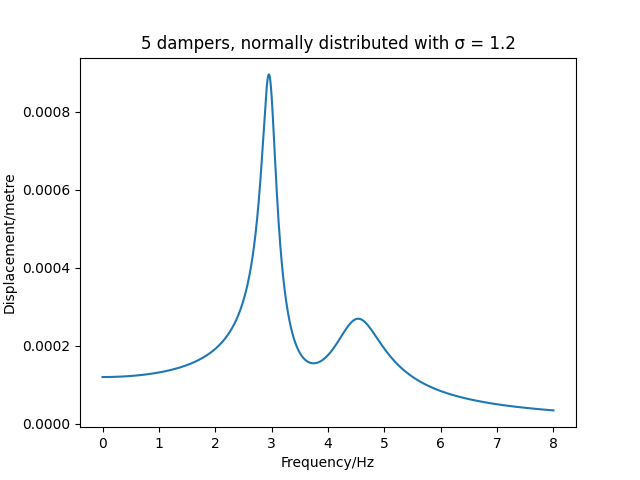 5 dampers, normally distributed with σ = 1.2
0.0008
0.0006
0.0004
0.0002
0.0000
Displacement/metre
0 1 2 3 4 5 6 7 8
Frequency/Hz